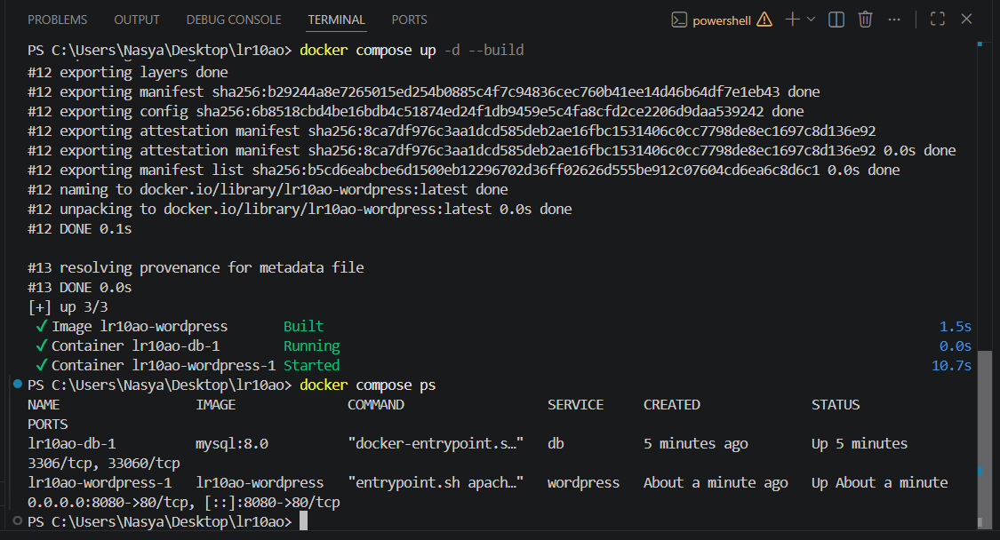 PROBLEMS OUTPUT DEBUG CONSOLE TERMINAL PORTS powershell
PS C:\Users\Nasya\Desktop\lr10ao> docker compose up -d --build
#12 exporting layers done
#12 exporting manifest sha256:b29244a8e7265015ed254b0885c4f7c94836cec760b41ee14d46b64df7e1eb43 done
#12 exporting config sha256:6b8518cbd4be16bdb4c51874ed24f1db9459e5c4fa8cfd2ce2206d9daa539242 done
#12 exporting attestation manifest sha256:8ca7df976c3aa1dcd585deb2ae16fbc1531406c0cc7798de8ec1697c8d136e92
#12 exporting attestation manifest sha256:8ca7df976c3aa1dcd585deb2ae16fbc1531406c0cc7798de8ec1697c8d136e92 0.0s done
#12 exporting manifest list sha256:b5cd6eabcbe6d1500eb12296702d36ff02626d555be912c07604cd6ea6c8d6c1 0.0s done
#12 naming to docker.io/library/lr10ao-wordpress:latest done
#12 unpacking to docker.io/library/lr10ao-wordpress:latest 0.0s done
#12 DONE 0.1s
#13 resolving provenance for metadata file
#13 DONE 0.0s
[+] up 3/3
✓ Image lr10ao-wordpress Built 1.5s
✓ Container lr10ao-db-1 Running 0.0s
✓ Container lr10ao-wordpress-1 Started 10.7s
PS C:\Users\Nasya\Desktop\lr10ao> docker compose ps
NAME IMAGE COMMAND SERVICE CREATED STATUS
PORTS
lr10ao-db-1 mysql:8.0 "docker-entrypoint.s…" db 5 minutes ago Up 5 minutes
3306/tcp, 33060/tcp
lr10ao-wordpress-1 lr10ao-wordpress "entrypoint.sh apach…" wordpress About a minute ago Up About a minute
0.0.0.0:8080->80/tcp, [::]:8080->80/tcp
PS C:\Users\Nasya\Desktop\lr10ao>